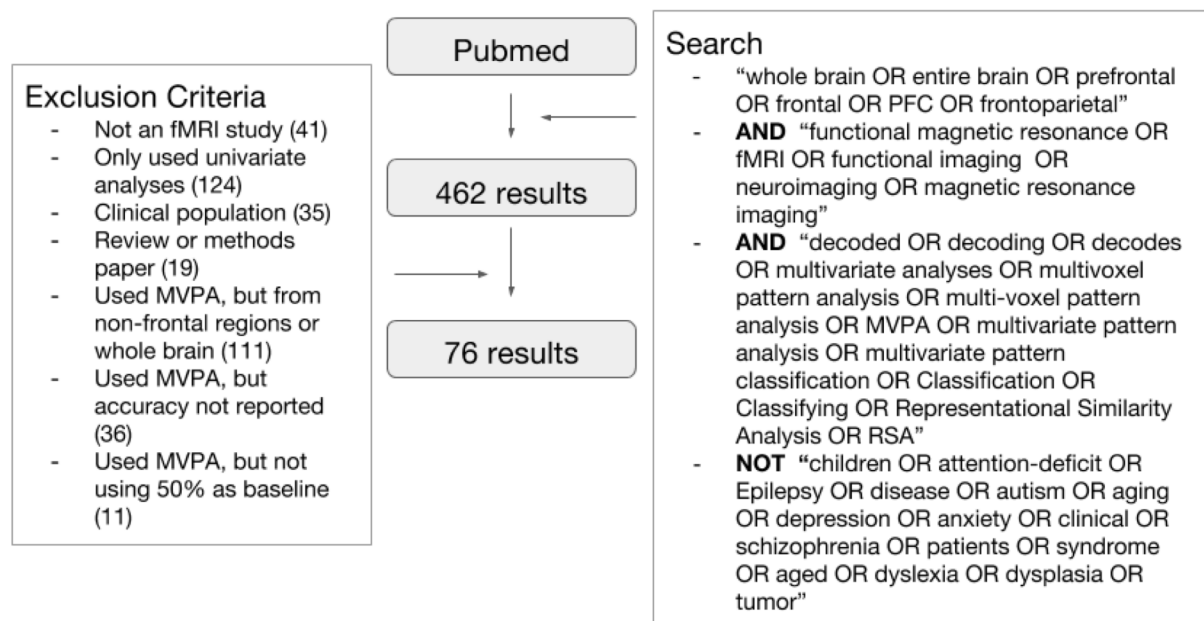 Pubmed
462 results
76 results
Exclusion Criteria
- Not an fMRI study (41)
- Only used univariate
analyses (124)
- Clinical population (35)
- Review or methods
paper (19)
- Used MVPA, but from
non-frontal regions or
whole brain (111)
- Used MVPA, but
accuracy not reported
(36)
- Used MVPA, but not
using 50% as baseline
(11)
Search
- “whole brain OR entire brain OR prefrontal
OR frontal OR PFC OR frontoparietal”
- AND “functional magnetic resonance OR
fMRI OR functional imaging OR
neuroimaging OR magnetic resonance
imaging”
- AND “decoded OR decoding OR decodes
OR multivariate analyses OR multivoxel
pattern analysis OR multi-voxel pattern
analysis OR MVPA OR multivariate pattern
analysis OR multivariate pattern
classification OR Classification OR
Classifying OR Representational Similarity
Analysis OR RSA”
- NOT “children OR attention-deficit OR
Epilepsy OR disease OR autism OR aging
OR depression OR anxiety OR clinical OR
schizophrenia OR patients OR syndrome
OR aged OR dyslexia OR dysplasia OR
tumor”